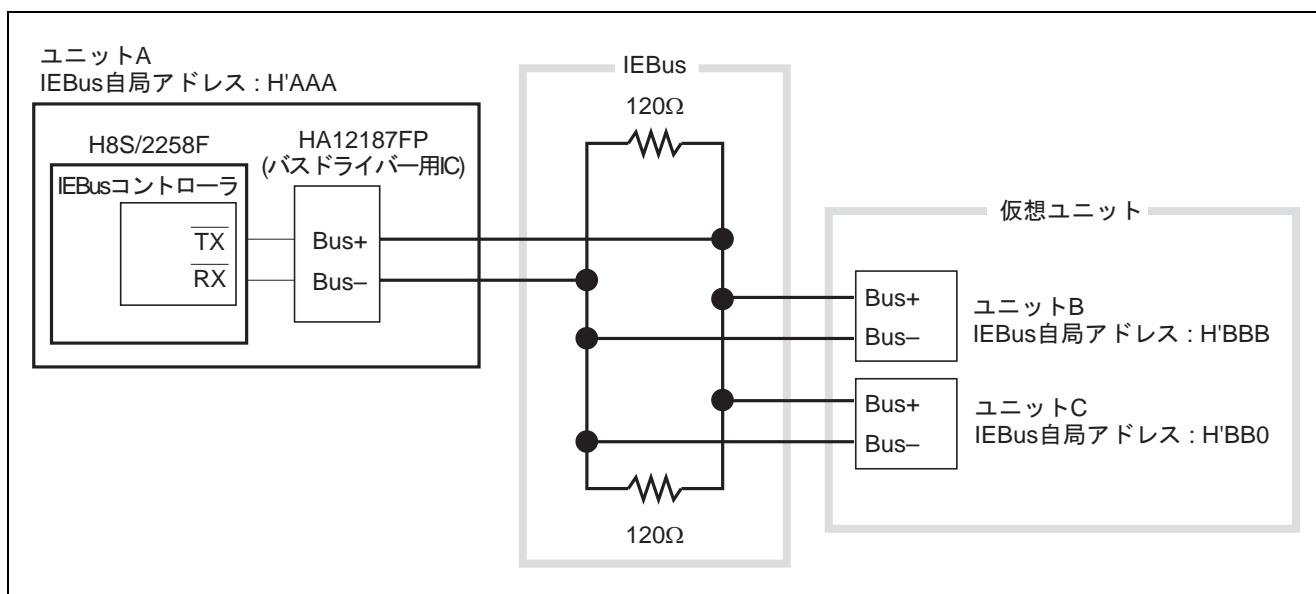 ユニットA
IEBus自局アドレス : H'AAA
H8S/2258F
IEBusコントローラ
TX
RX
HA12187FP
(バスドライバー用IC)
Bus+
Bus–
IEBus
120Ω
120Ω
仮想ユニット
Bus+
Bus–
ユニットB
IEBus自局アドレス : H'BBB
Bus+
Bus–
ユニットC
IEBus自局アドレス : H'BB0